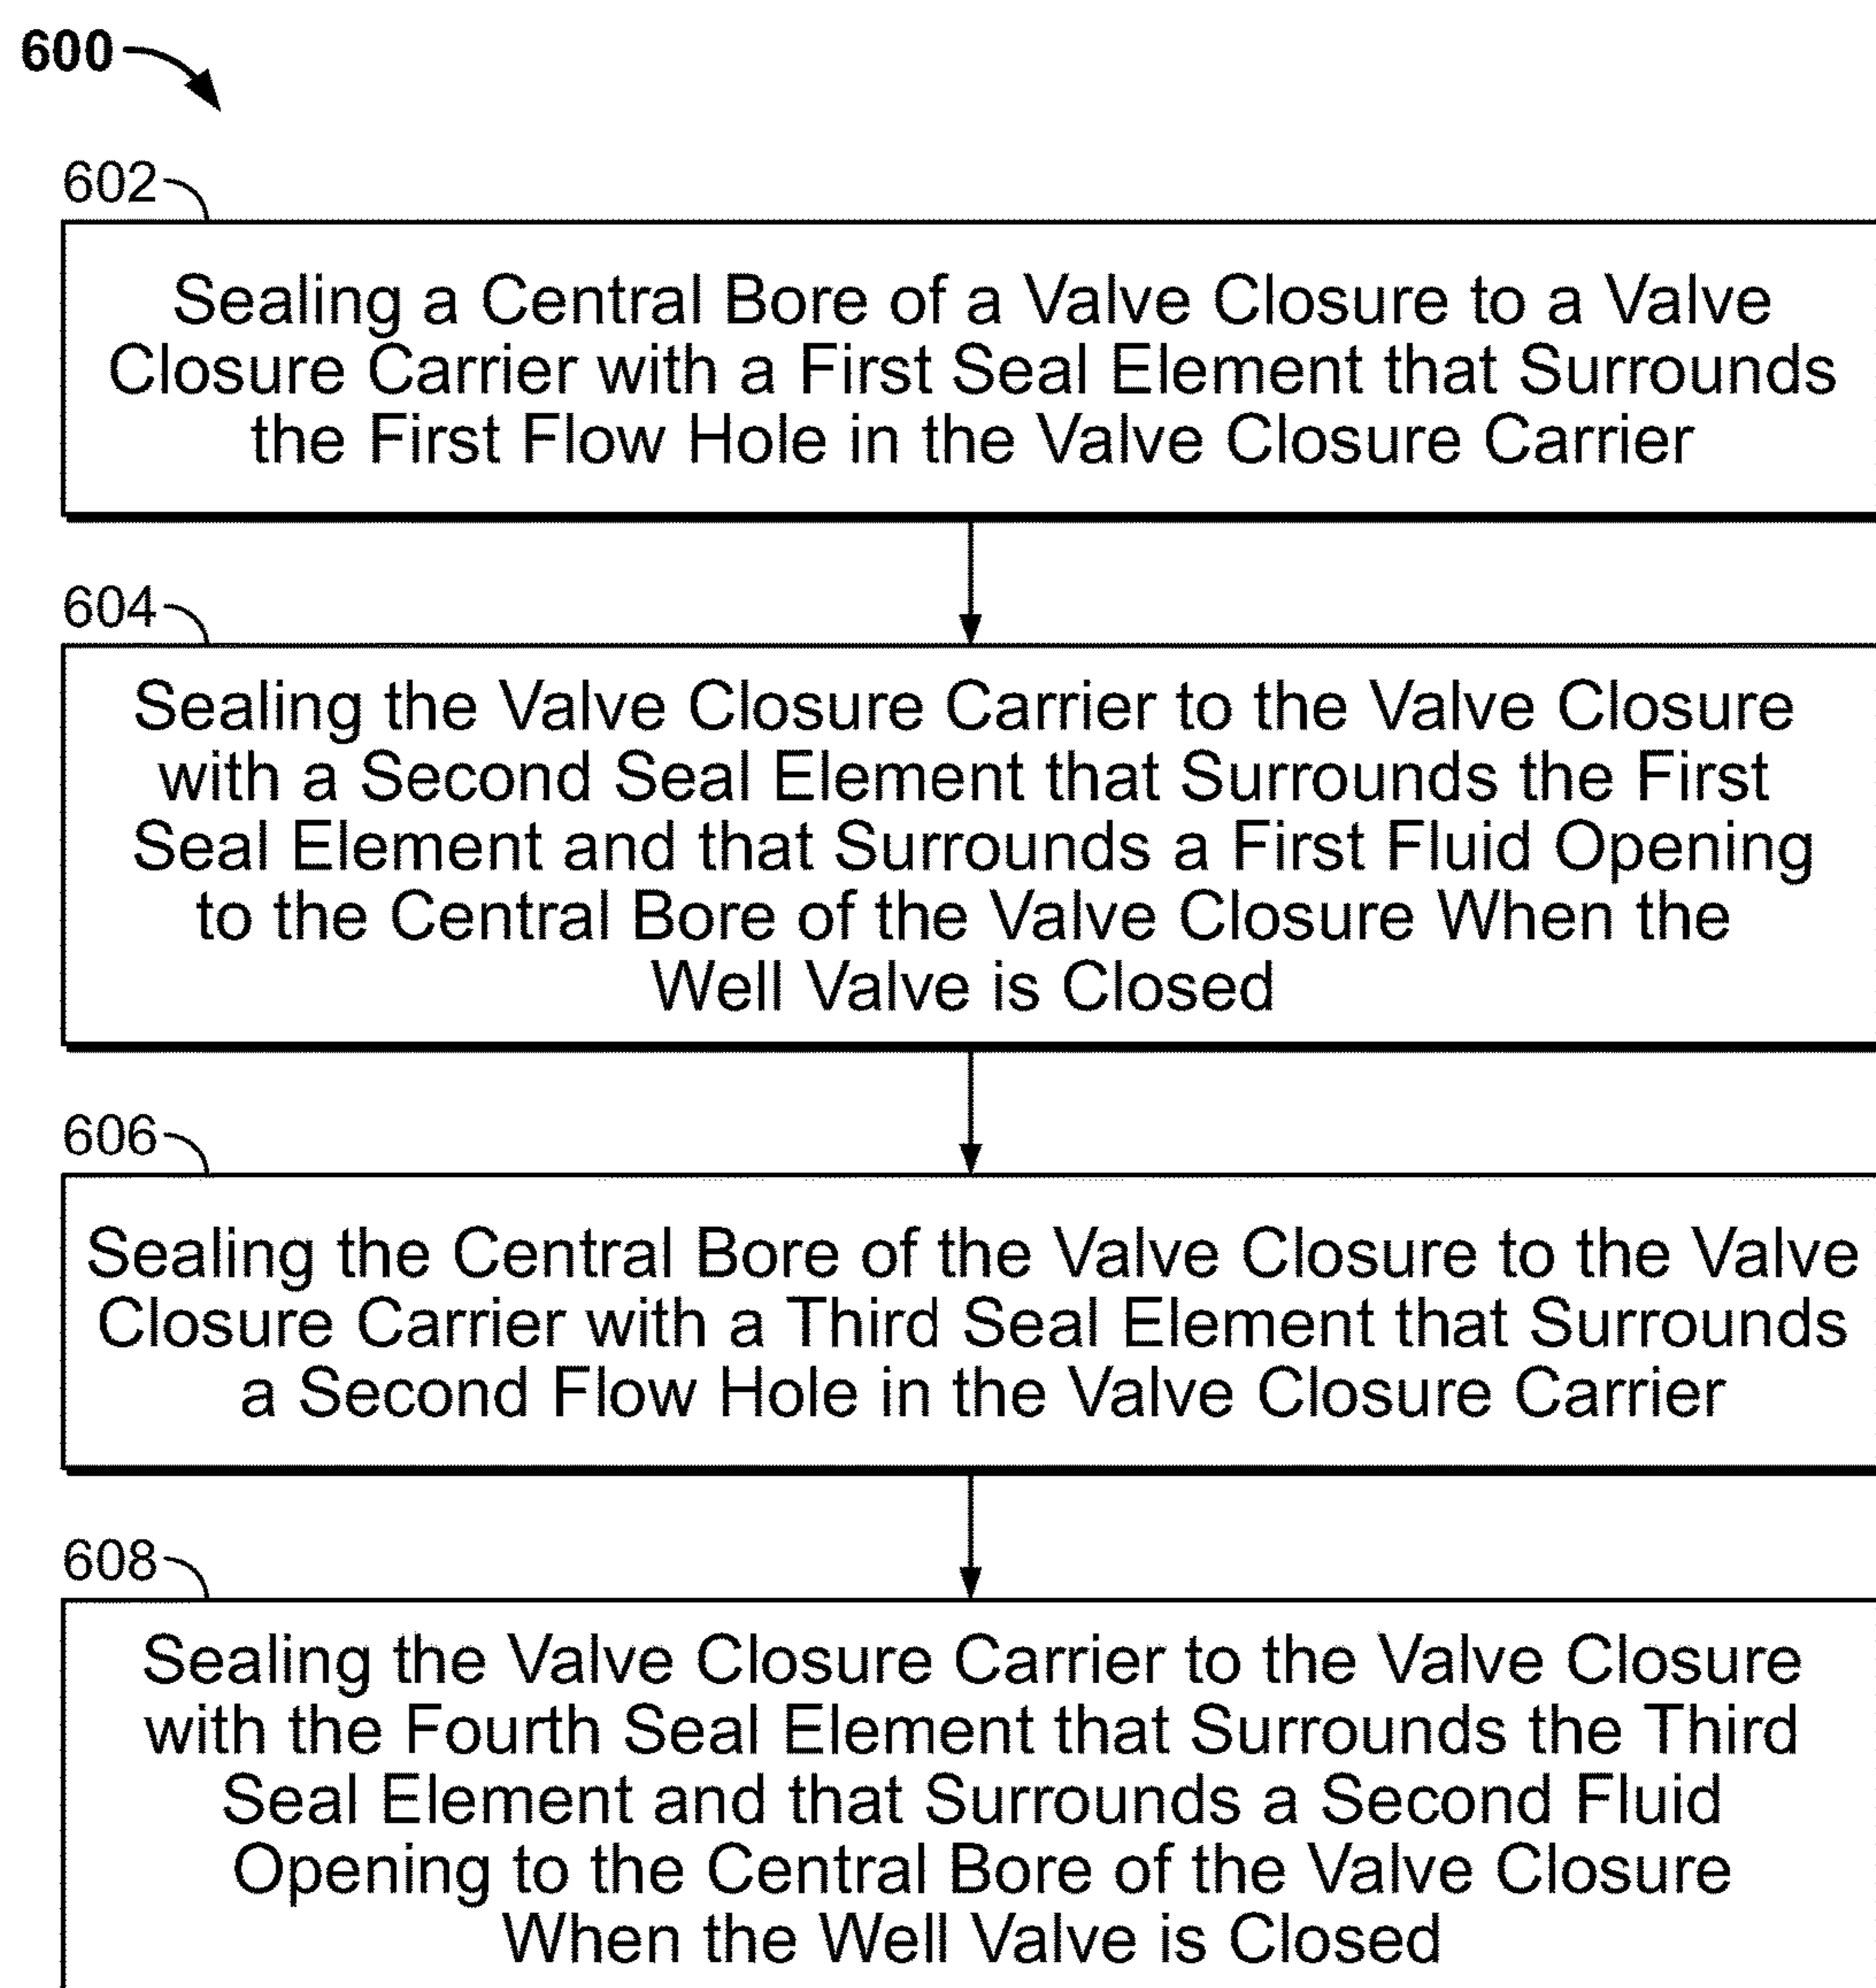 600
602
Sealing a Central Bore of a Valve Closure to a Valve
Closure Carrier with a First Seal Element that Surrounds
the First Flow Hole in the Valve Closure Carrier
604
Sealing the Valve Closure Carrier to the Valve Closure
with a Second Seal Element that Surrounds the First
Seal Element and that Surrounds a First Fluid Opening
to the Central Bore of the Valve Closure When the
Well Valve is Closed
606
Sealing the Central Bore of the Valve Closure to the Valve
Closure Carrier with a Third Seal Element that Surrounds
a Second Flow Hole in the Valve Closure Carrier
608
Sealing the Valve Closure Carrier to the Valve Closure
with the Fourth Seal Element that Surrounds the Third
Seal Element and that Surrounds a Second Fluid
Opening to the Central Bore of the Valve Closure
When the Well Valve is Closed